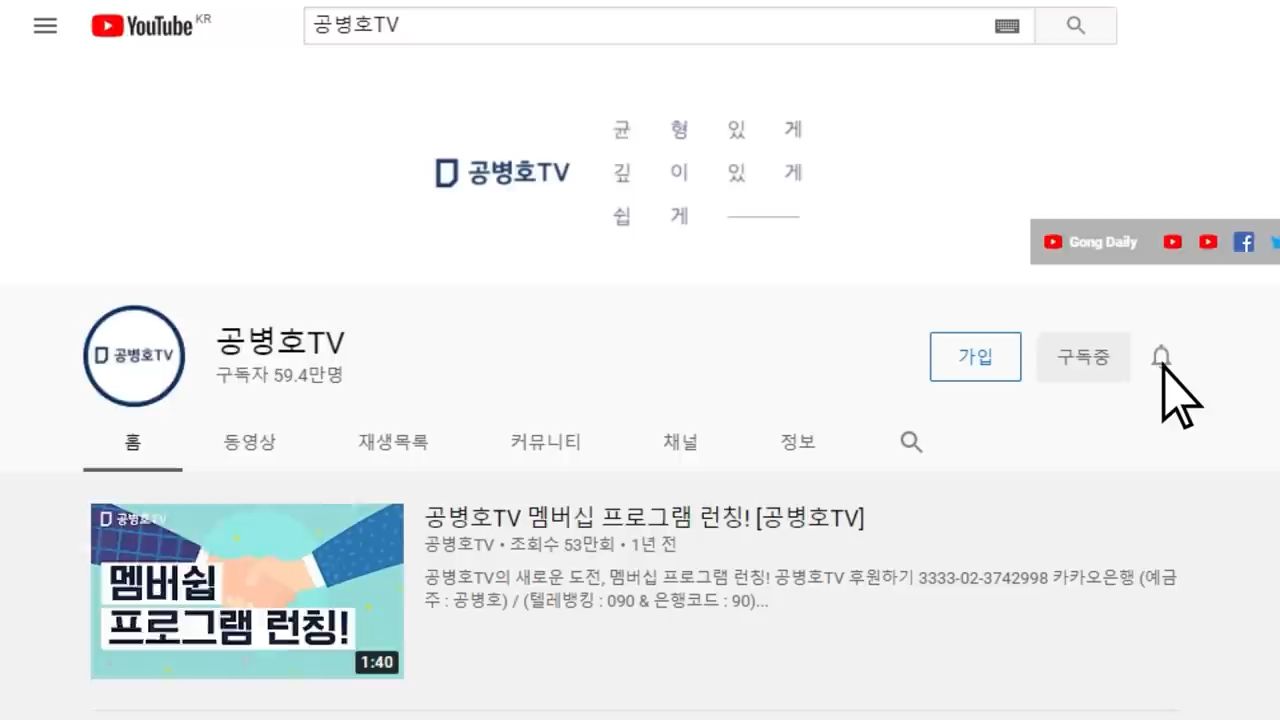 YouTube KR
공병호TV
균 형 있 게
공병호TV
깊 이 있 게
쉽 게
Gong Daily
공병호TV
공병호TV
구독자 59.4만명
가입
구독중
홈
동영상
재생목록
커뮤니티
채널
정보
공병호TV
멤버쉽
프로그램 런칭!
1:40
공병호TV 멤버십 프로그램 런칭! [공병호TV]
공병호TV • 조회수 53만회 • 1년 전
공병호TV의 새로운 도전, 멤버십 프로그램 런칭! 공병호TV 후원하기 3333-02-3742998 카카오은행 (예금
주 : 공병호) / (텔레뱅킹 : 090 & 은행코드 : 90)...